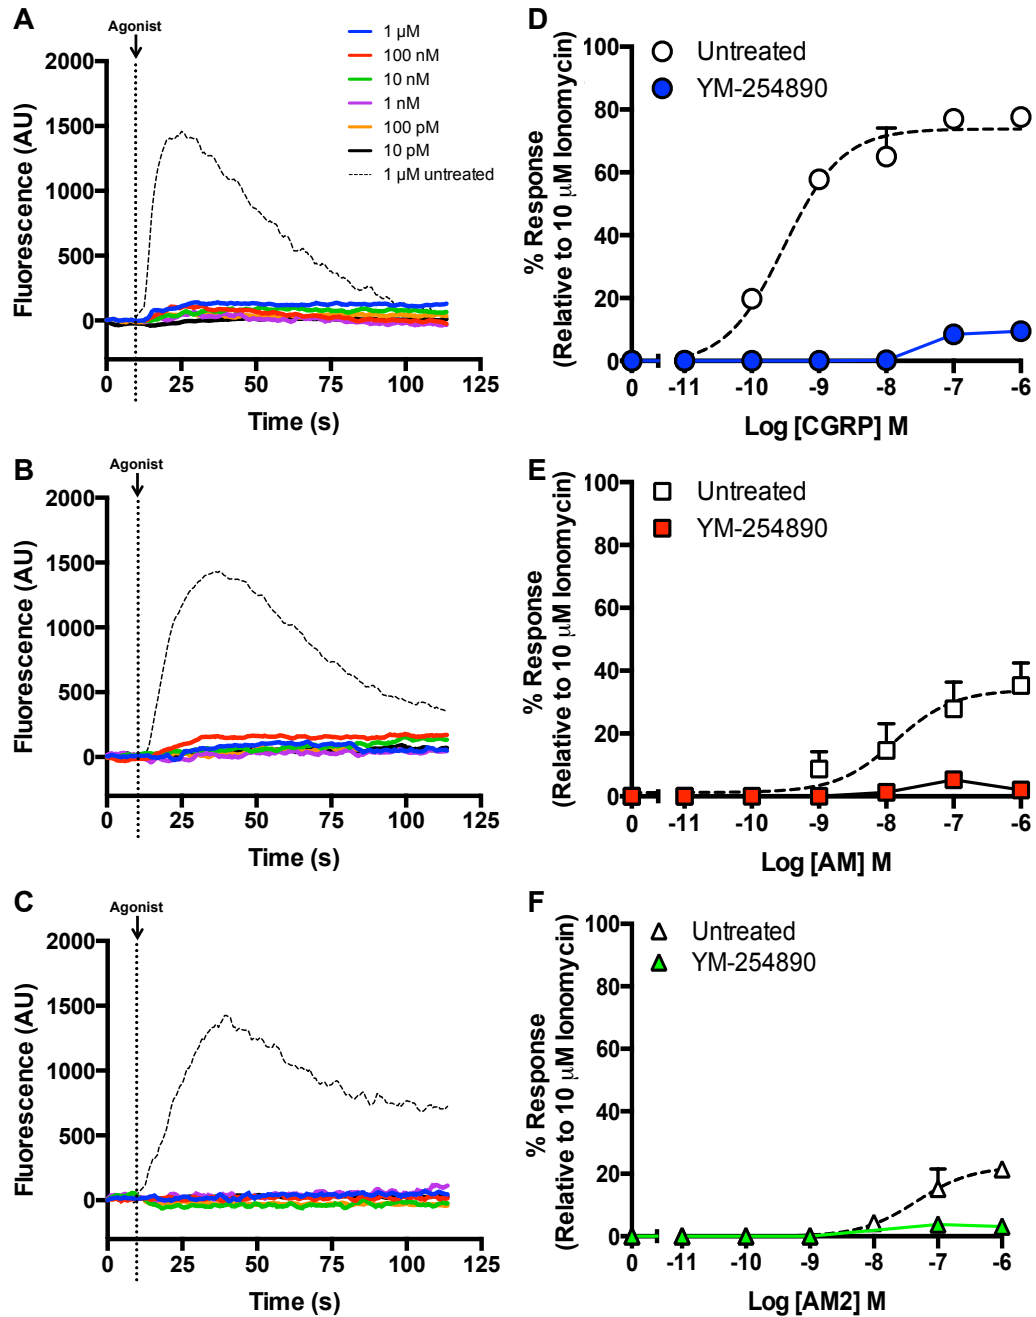 A
Agonist
1 µM
100 nM
10 nM
1 nM
100 pM
10 pM
1 µM untreated
Fluorescence (AU)
2000
1500
1000
500
0
0 25 50 75 100 125
Time (s)
D
Untreated
YM-254890
% Response
(Relative to 10 µM Ionomycin)
100
80
60
40
20
0
0 -11 -10 -9 -8 -7 -6
Log [CGRP] M
B
Agonist
Fluorescence (AU)
2000
1500
1000
500
0
0 25 50 75 100 125
Time (s)
E
Untreated
YM-254890
% Response
(Relative to 10 µM Ionomycin)
100
80
60
40
20
0
0 -11 -10 -9 -8 -7 -6
Log [AM] M
C
Agonist
Fluorescence (AU)
2000
1500
1000
500
0
0 25 50 75 100 125
Time (s)
F
Untreated
YM-254890
% Response
(Relative to 10 µM Ionomycin)
100
80
60
40
20
0
0 -11 -10 -9 -8 -7 -6
Log [AM2] M